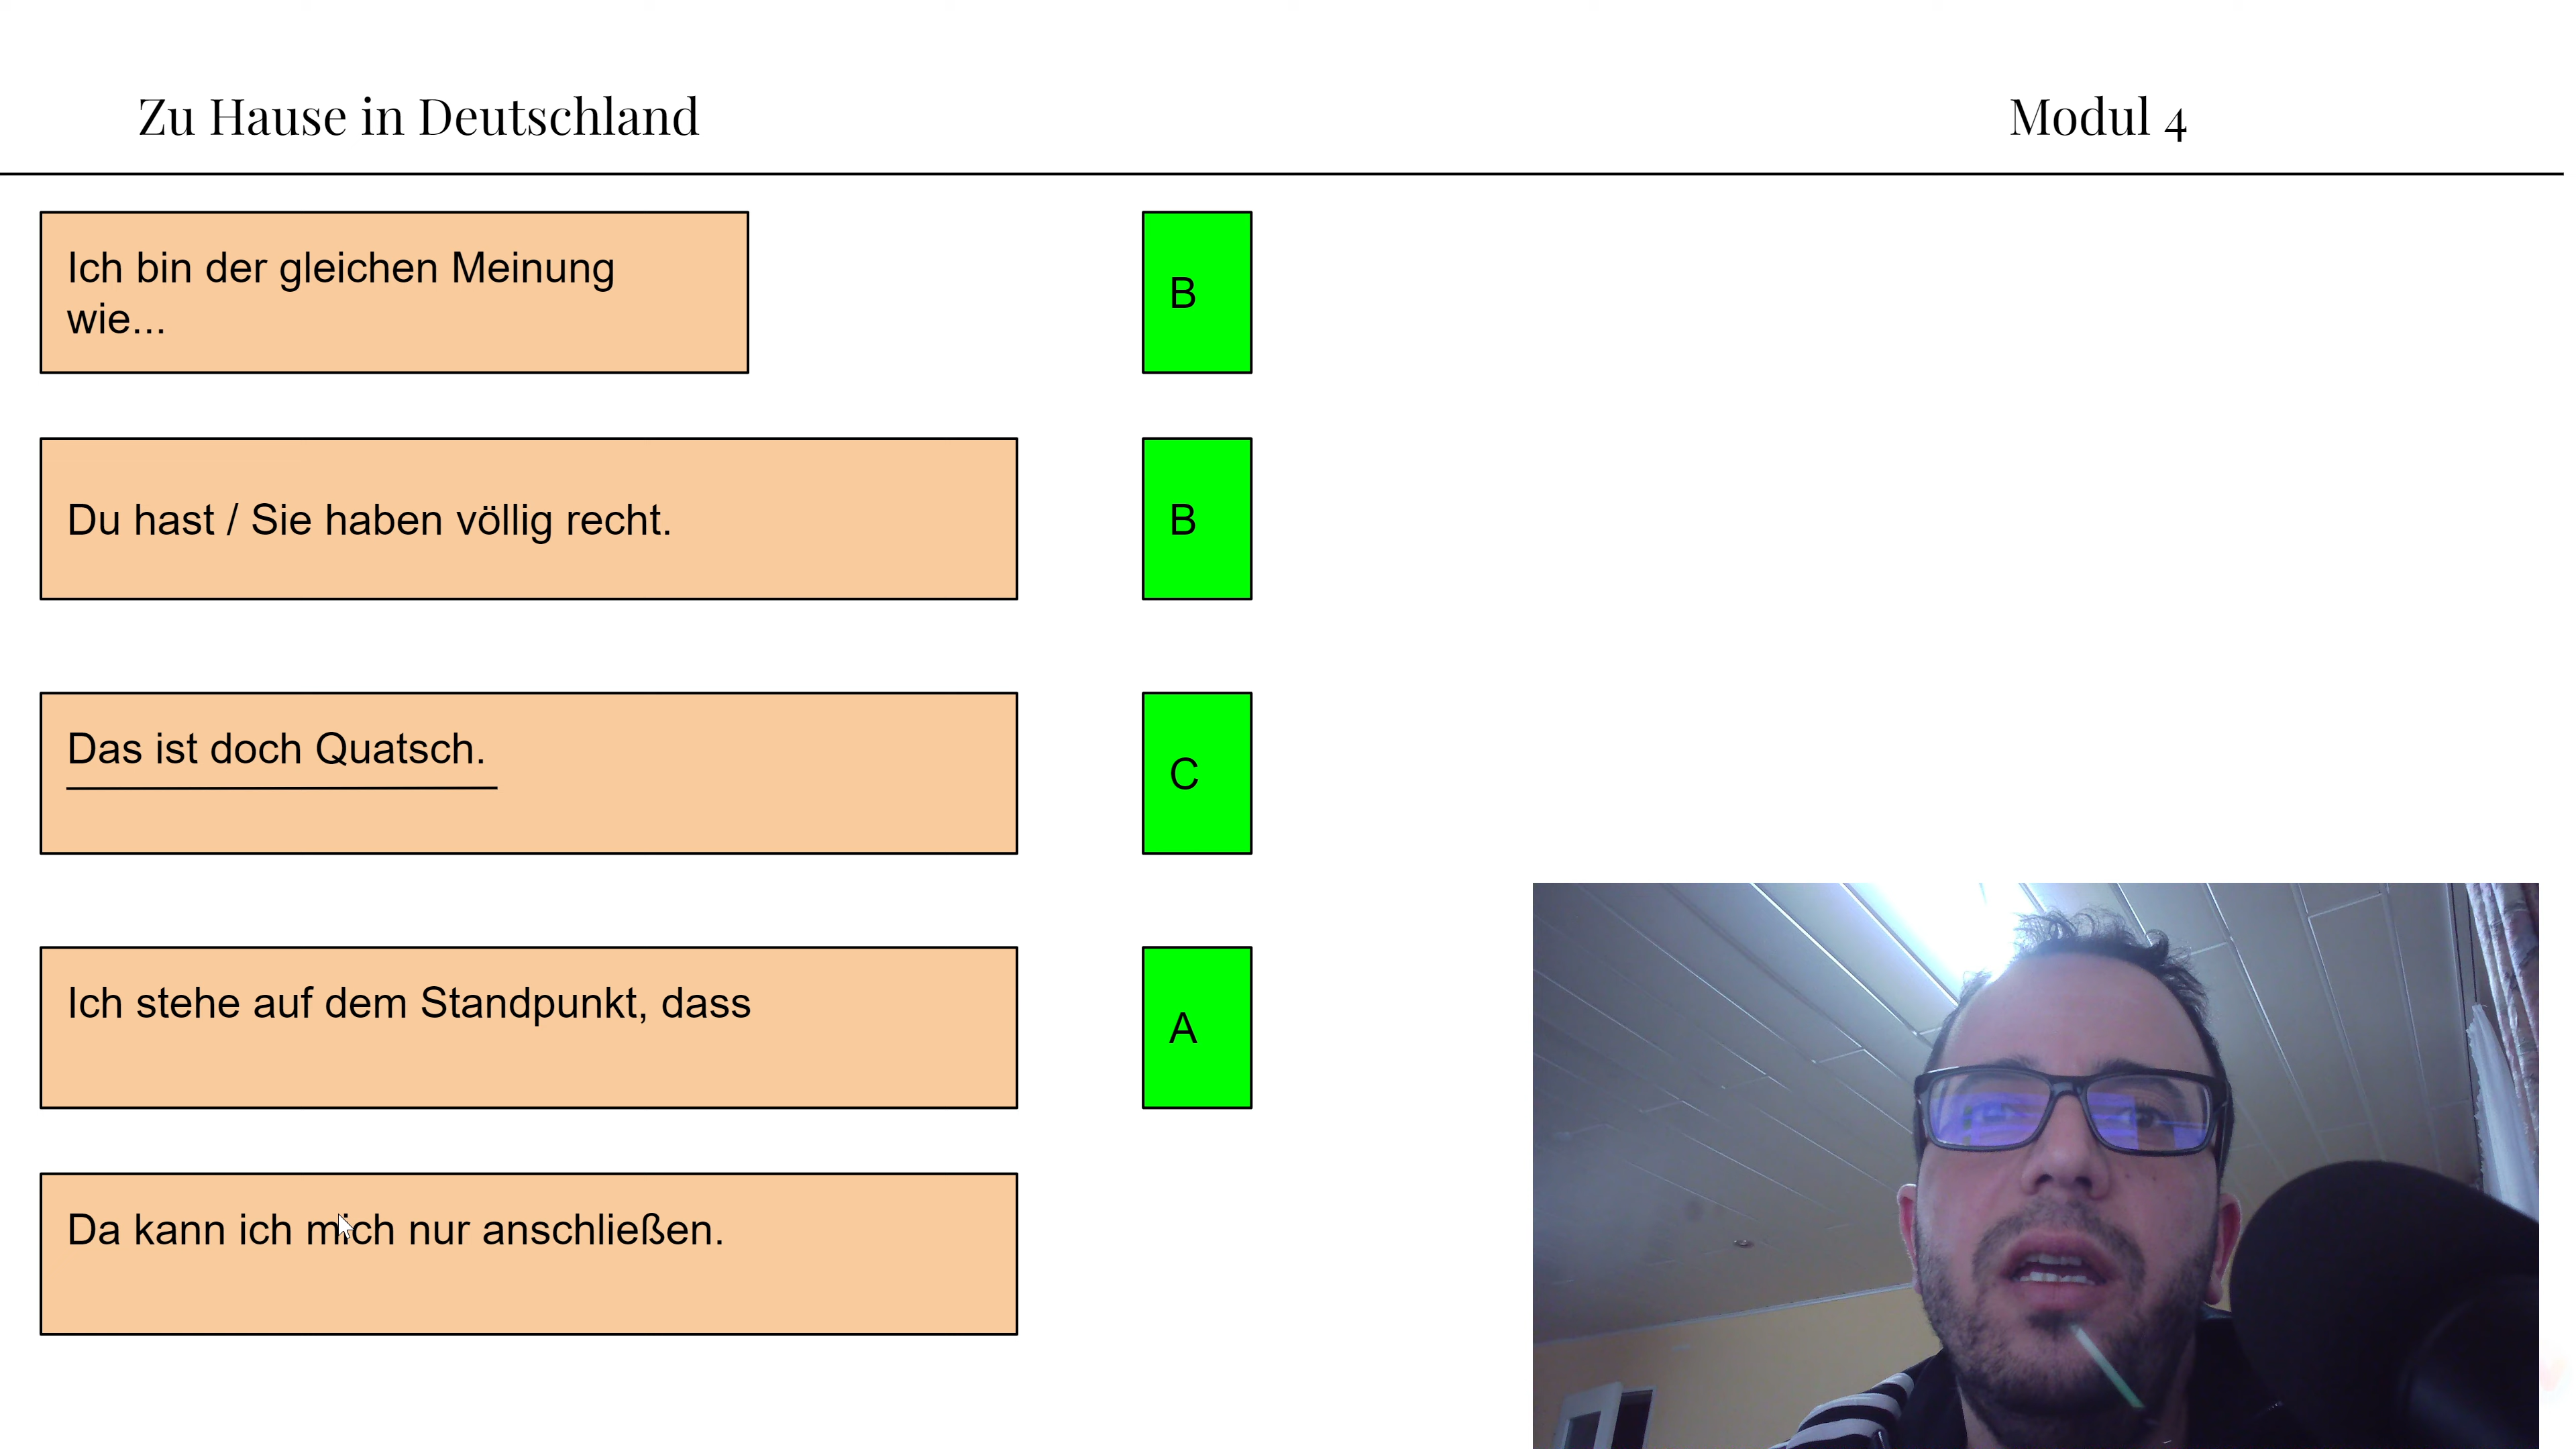 Zu Hause in Deutschland
Modul 4
Ich bin der gleichen Meinung
wie...
B
Du hast / Sie haben völlig recht.
B
Das ist doch Quatsch.
C
Ich stehe auf dem Standpunkt, dass
A
Da kann ich mich nur anschließen.